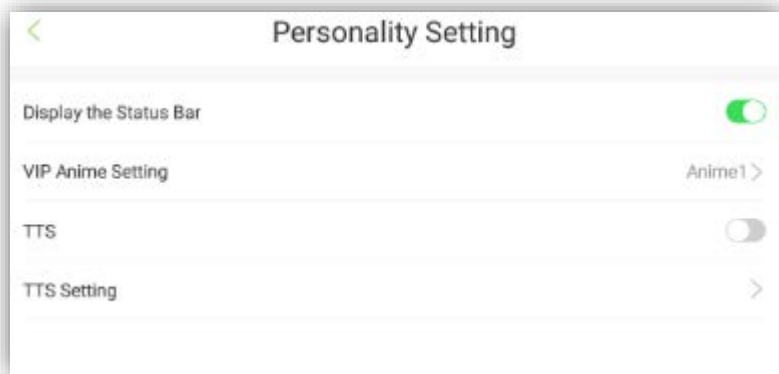 Personality Setting
Display the Status Bar
VIP Anime Setting Anime1
TTS
TTS Setting